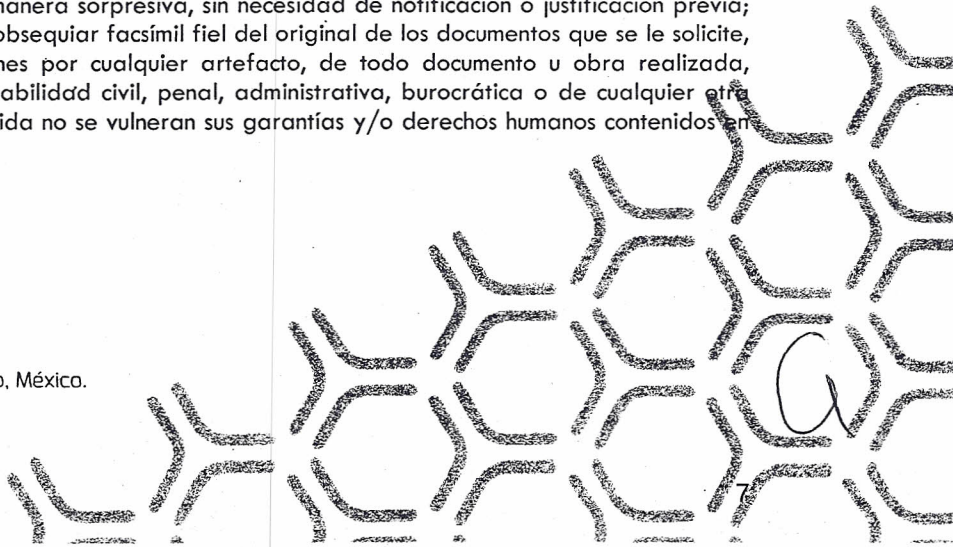 manera sorpresiva, sin necesidad de notificación o justificación previa;
obsequiar facsímil fiel del original de los documentos que se le solicite,
nes por cualquier artefacto, de todo documento u obra realizada,
abilidad civil, penal, administrativa, burocrática o de cualquier otra
ida no se vulneran sus garantías y/o derechos humanos contenidos en
o, México.
7